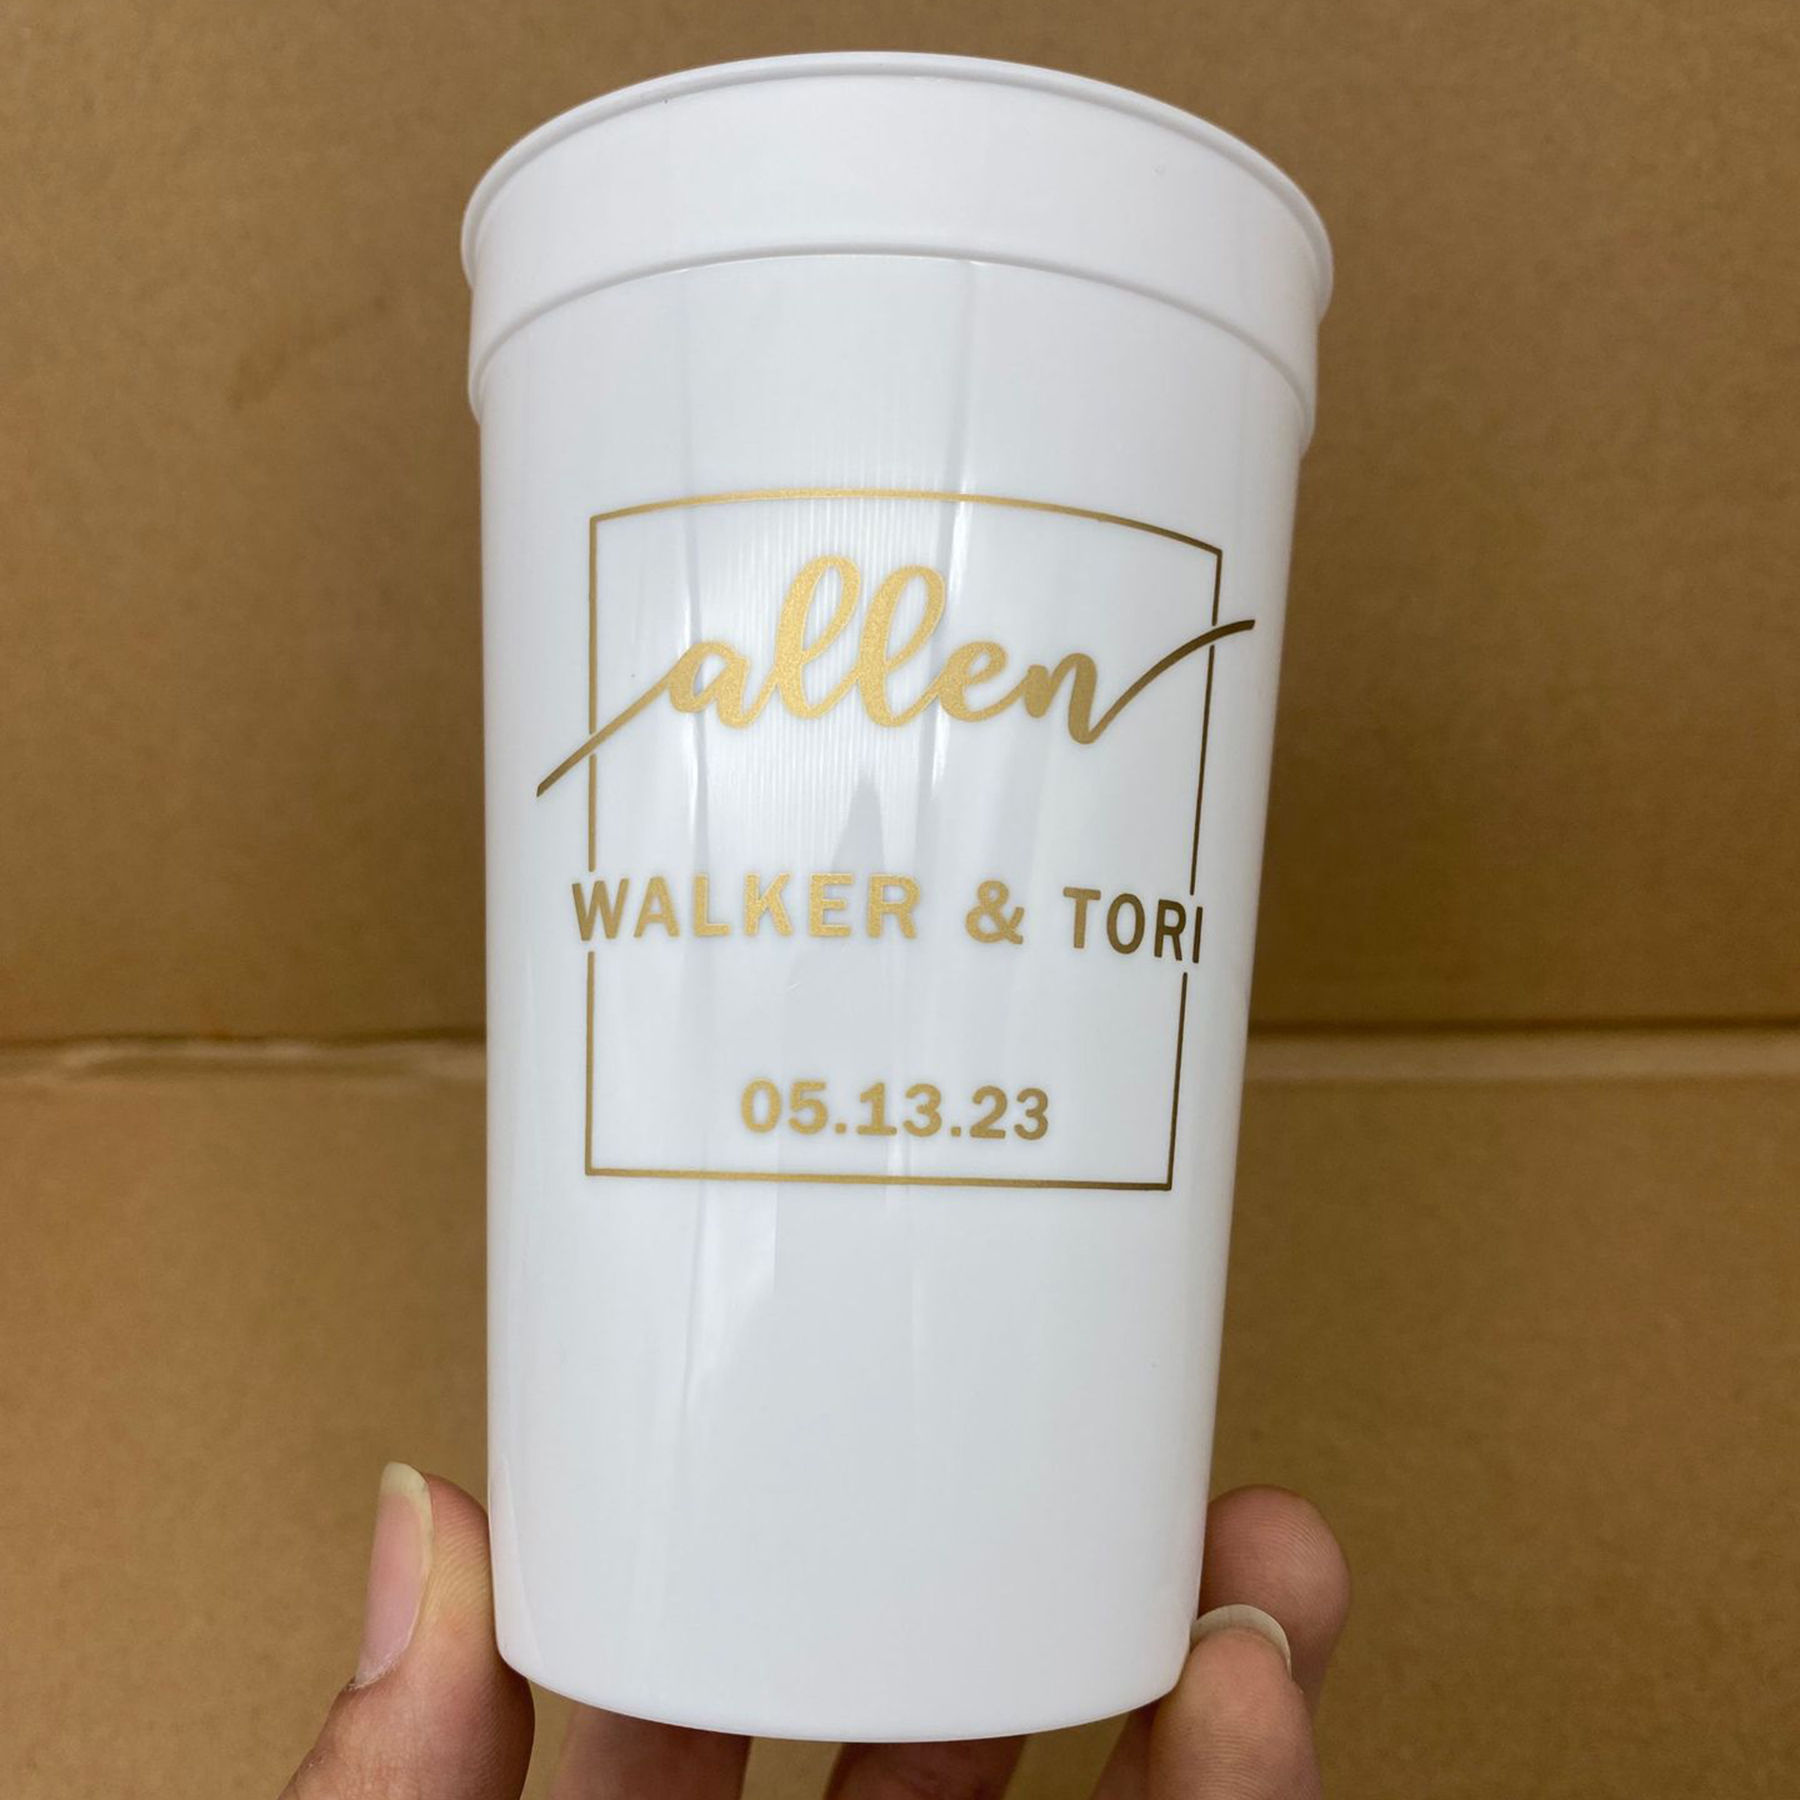 allen
WALKER & TORI
05.13.23